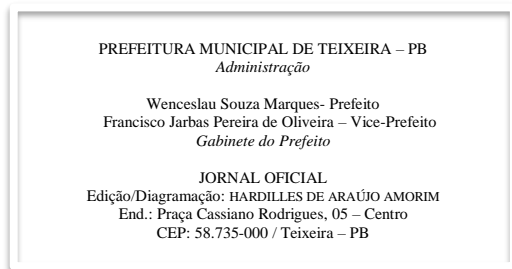 PREFEITURA MUNICIPAL DE TEIXEIRA – PB
Administração
Wenceslau Souza Marques- Prefeito
Francisco Jarbas Pereira de Oliveira – Vice-Prefeito
Gabinete do Prefeito
JORNAL OFICIAL
Edição/Diagramação: HARDILLES DE ARAÚJO AMORIM
End.: Praça Cassiano Rodrigues, 05 – Centro
CEP: 58.735-000 / Teixeira – PB